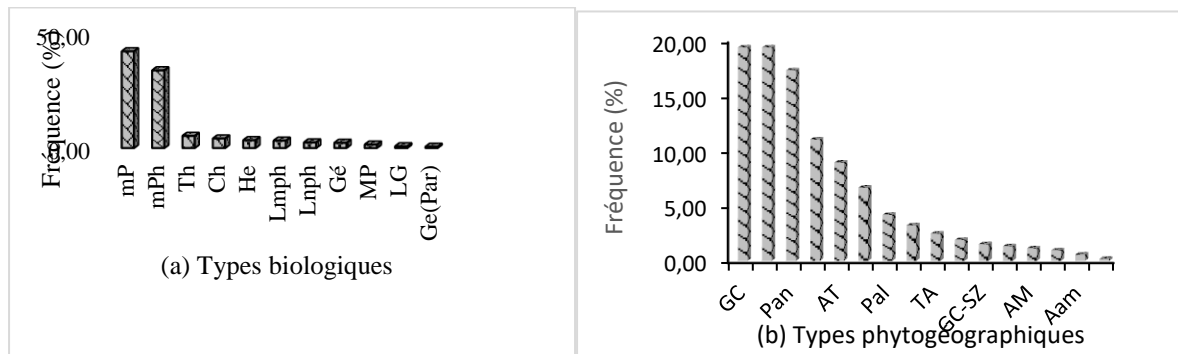 50,00
0,00
Fréquence (%)
mP
mPh
Th
Ch
He
Lmph
Lnph
Gé
MP
LG
Ge(Par)
(a) Types biologiques
20,00
15,00
10,00
5,00
0,00
Fréquence (%)
GC
Pan
AT
Pal
TA
GC-SZ
AM
Aam
(b) Types phytogéographiques